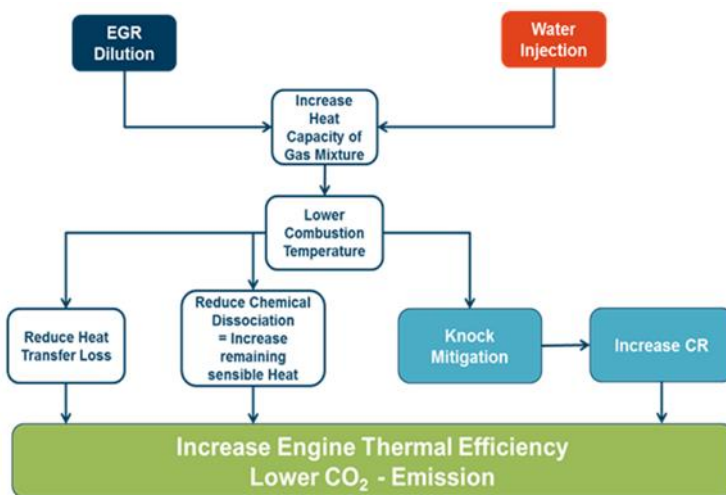 EGR
Dilution
Water
Injection
Increase
Heat
Capacity of
Gas Mixture
Lower
Combustion
Temperature
Reduce Heat
Transfer Loss
Reduce Chemical
Dissociation
= Increase
remaining
sensible Heat
Knock
Mitigation
Increase CR
Increase Engine Thermal Efficiency
Lower CO₂ - Emission